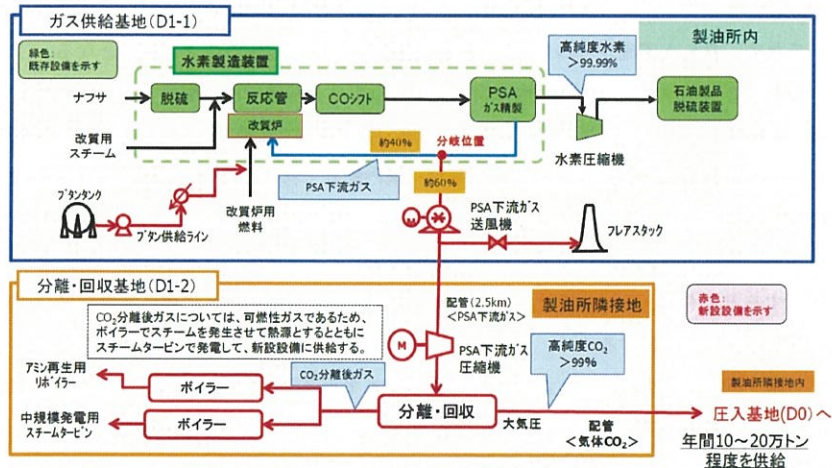 ガス供給基地(D1-1)
製油所内
緑色:
既存設備を示す
水素製造装置
高純度水素
>99.99%
ナフサ
脱硫
反応管
COシフト
PSA
ガス精製
石油製品
脱硫装置
改質炉
改質用
スチーム
約40%
分岐位置
水素圧縮機
PSA下流ガス
約60%
ブタンタンク
ブタン供給ライン
改質炉用
燃料
M
PSA下流ガス
送風機
フレアスタック
分離・回収基地(D1-2)
配管(2.5km)
<PSA下流ガス>
製油所隣接地
赤色:
新設設備を示す
CO₂分離後ガスについては、可燃性ガスであるため、
ボイラーでスチームを発生させて熱源とするとともに
スチームタービンで発電して、新設設備に供給する。
M
PSA下流ガス
圧縮機
高純度CO₂
>99%
アミン再生用
リボイラー
ボイラー
CO₂分離後ガス
製油所隣接地内
中規模発電用
スチームタービン
ボイラー
分離・回収
大気圧
配管
<気体CO₂>
圧入基地(D0)へ
年間10~20万トン
程度を供給